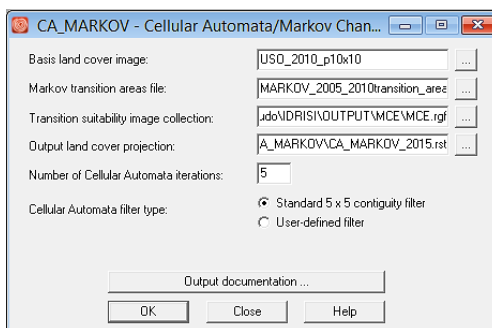 CA_MARKOV - Cellular Automata/Markov Chan...
Basis land cover image: USO_2010_p10x10 ...
Markov transition areas file: MARKOV_2005_2010transition_area ...
Transition suitability image collection: udo\IDRISI\OUTPUT\MCE\MCE.rgf ...
Output land cover projection: A_MARKOV\CA_MARKOV_2015.rst ...
Number of Cellular Automata iterations: 5
Cellular Automata filter type: Standard 5 x 5 contiguity filter
User-defined filter
Output documentation ...
OK Close Help